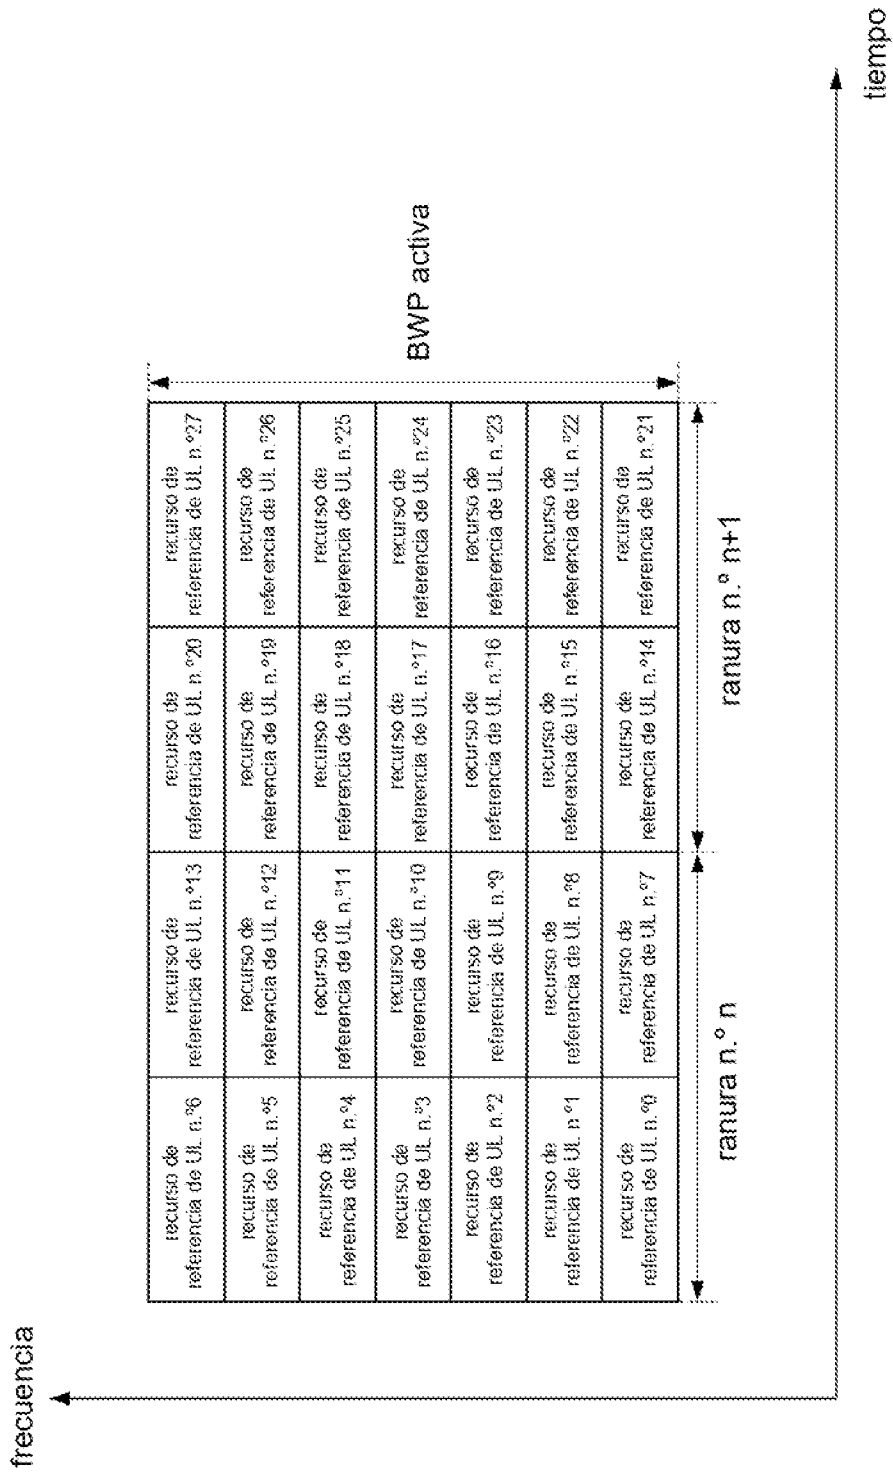 frecuencia
recurso de
referencia de UL n.º6
recurso de
referencia de UL n.º13
recurso de
referencia de UL n.º20
recurso de
referencia de UL n.º27
recurso de
referencia de UL n.º5
recurso de
referencia de UL n.º12
recurso de
referencia de UL n.º19
recurso de
referencia de UL n.º26
recurso de
referencia de UL n.º4
recurso de
referencia de UL n.º11
recurso de
referencia de UL n.º18
recurso de
referencia de UL n.º25
recurso de
referencia de UL n.º3
recurso de
referencia de UL n.º10
recurso de
referencia de UL n.º17
recurso de
referencia de UL n.º24
BWP activa
recurso de
referencia de UL n.º2
recurso de
referencia de UL n.º9
recurso de
referencia de UL n.º16
recurso de
referencia de UL n.º23
recurso de
referencia de UL n.º1
recurso de
referencia de UL n.º8
recurso de
referencia de UL n.º15
recurso de
referencia de UL n.º22
recurso de
referencia de UL n.º0
recurso de
referencia de UL n.º7
recurso de
referencia de UL n.º14
recurso de
referencia de UL n.º21
ranura n.º n
ranura n.º n+1
tiempo